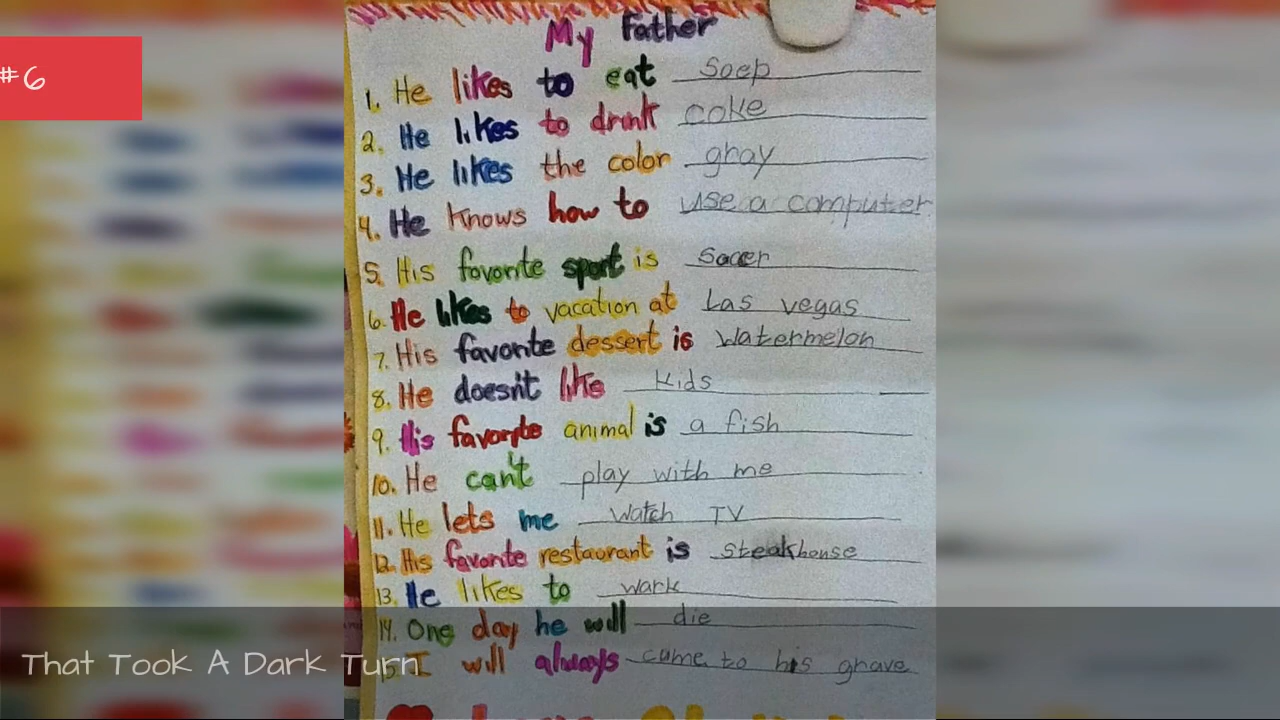 #6
My Father
1. He likes to eat Soep
2. He likes to drink coke
3. He likes the color gray
4. He knows how to use a computer
5. His favorite sport is Soccer
6. He likes to vacation at Las vegas
7. His favorite dessert is Watermelon
8. He doesn't like kids
9. His favorite animal is a fish
10. He can't play with me
11. He lets me watch TV
12. His favorite restaurant is steakhouse
13. He likes to wark
14. One day he will die
15. I will always came to his grave
That Took A Dark Turn